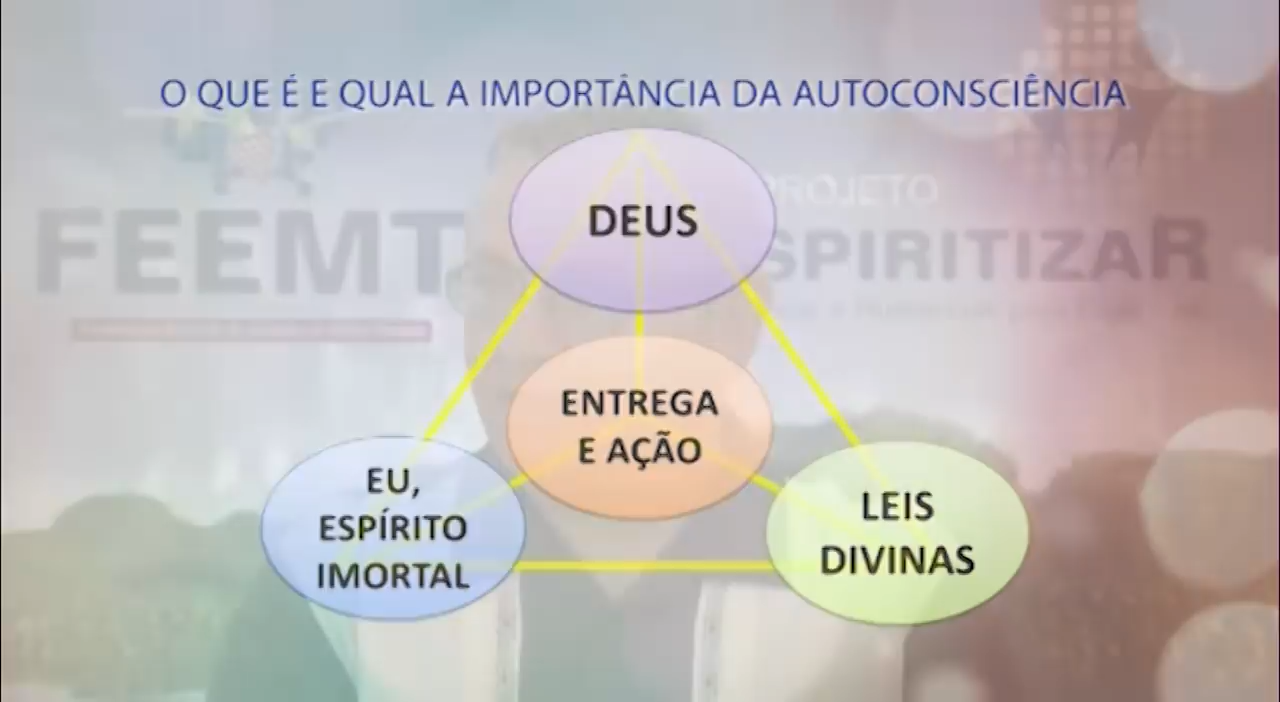 O QUE É E QUAL A IMPORTÂNCIA DA AUTOCONSCIÊNCIA
DEUS
PROJETO
FEEMT
ESPIRITIZAR
ENTREGA
E AÇÃO
EU,
ESPÍRITO
IMORTAL
LEIS
DIVINAS